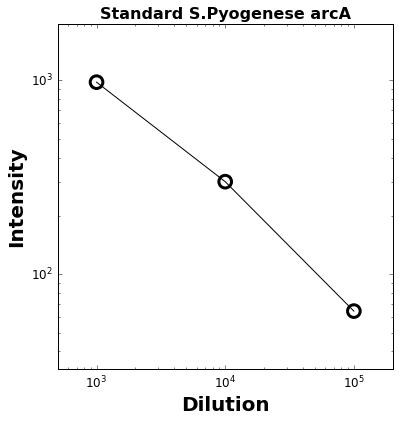 Standard S.Pyogenese arcA
10³
10²
Intensity
10³ 10⁴ 10⁵
Dilution